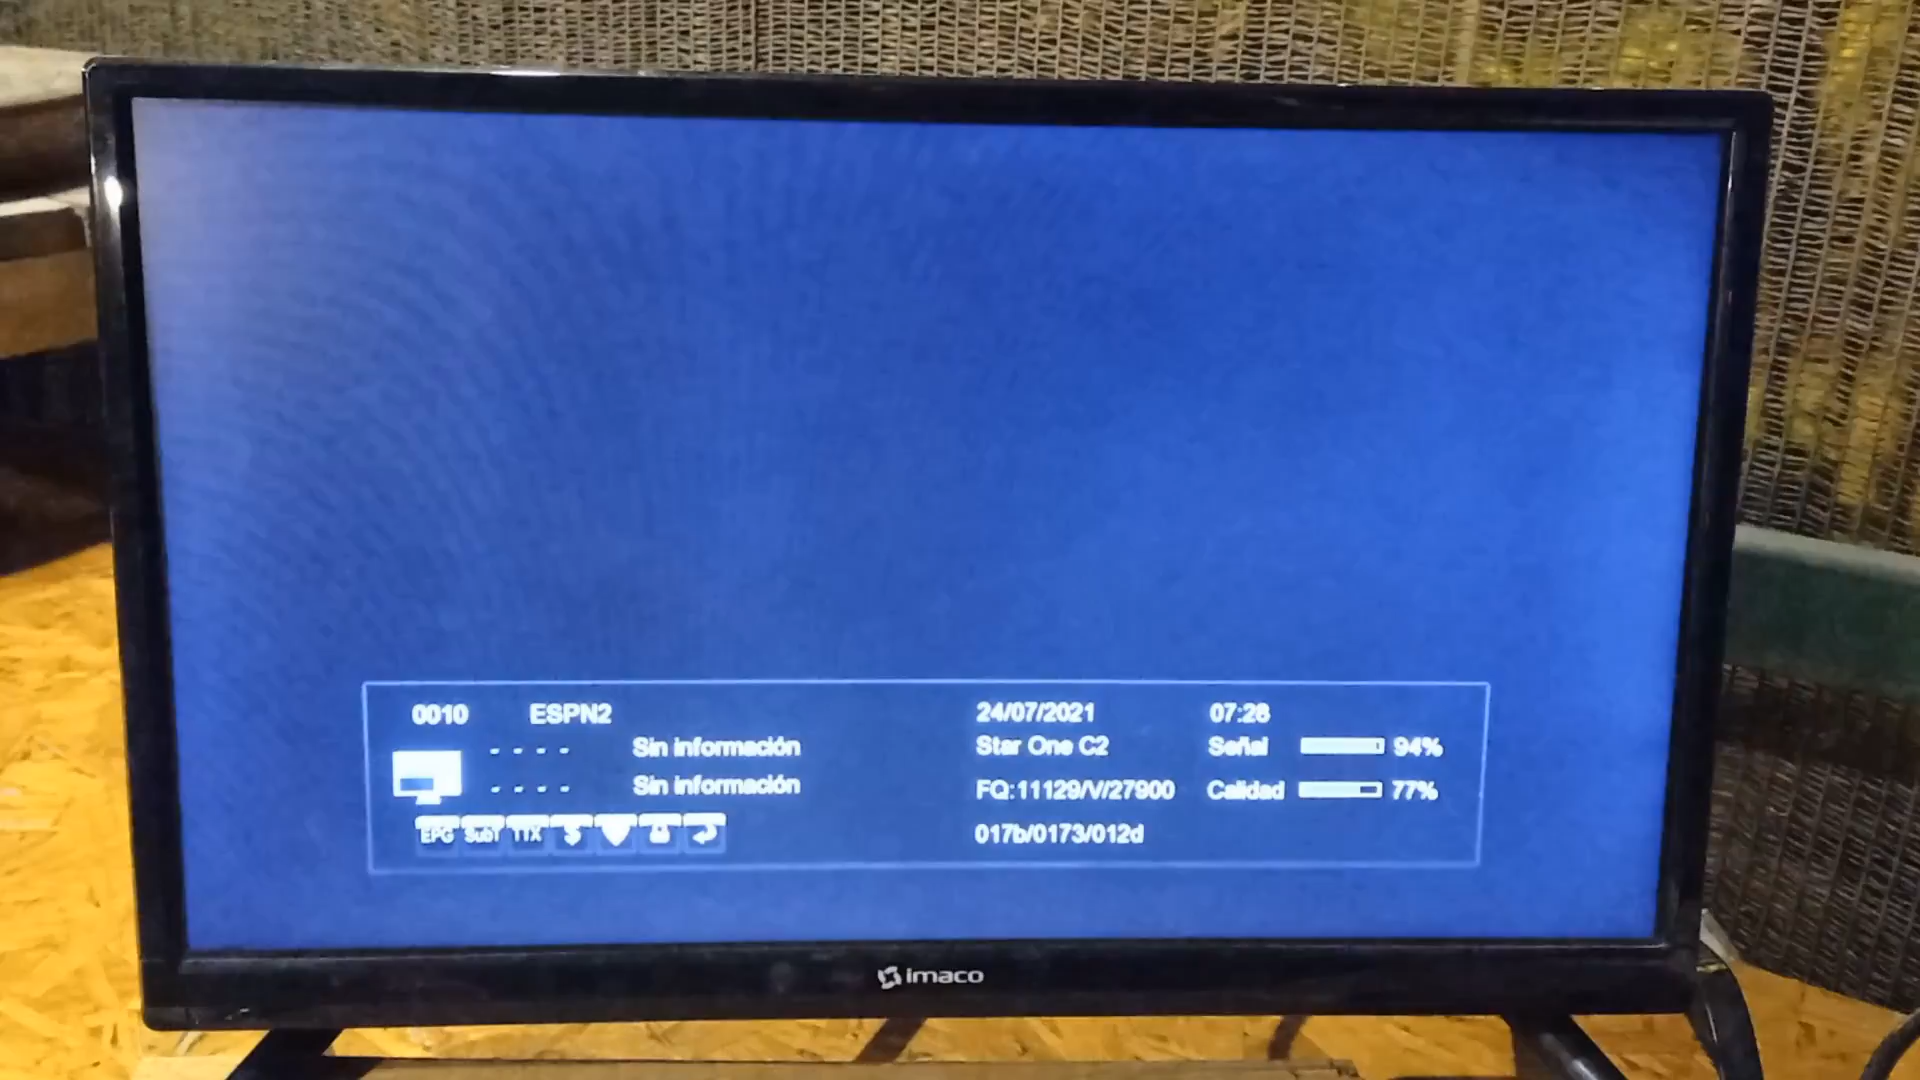 0010 ESPN2 24/07/2021 07:28
- - - - Sin información Star One C2 Señal 94%
- - - - Sin información FQ:11129/V/27900 Calidad 77%
EPG SubT TTX $ 017b/0173/012d
imaco